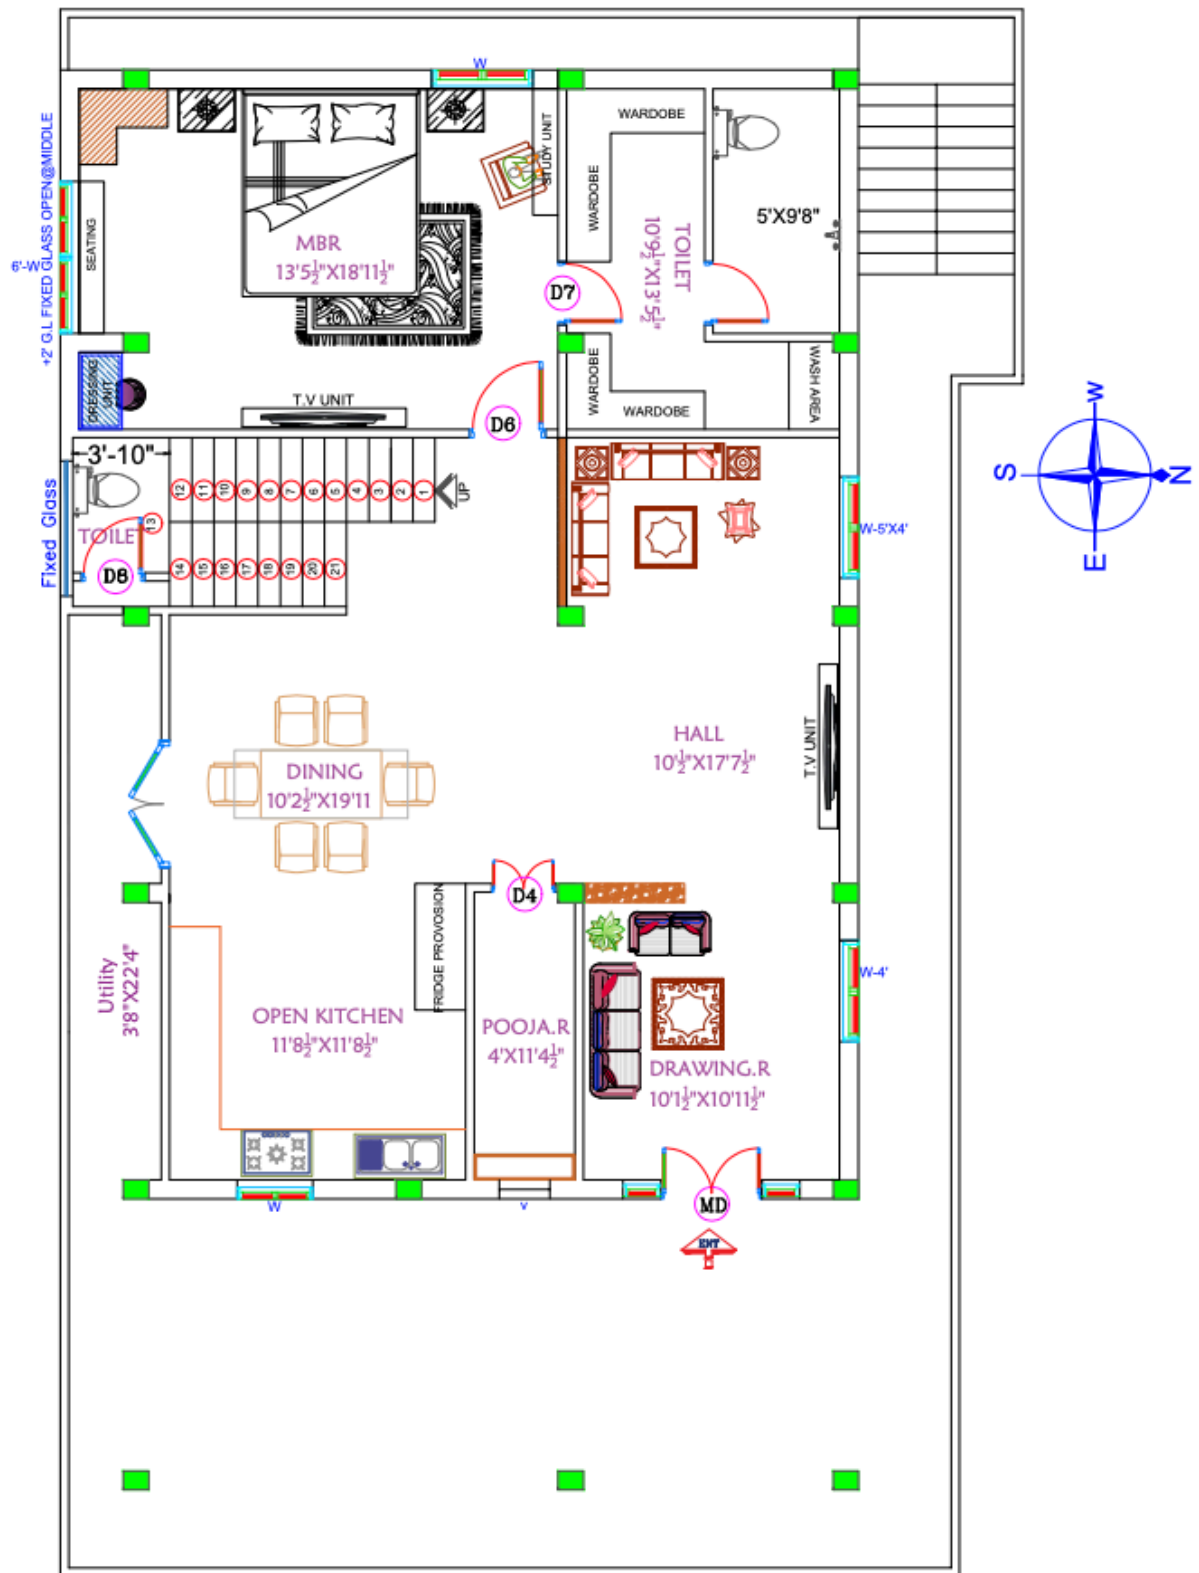 W
WARDOBE
STUDY UNIT
WARDOBE
+2' G.L FIXED GLASS OPEN@MIDDLE
6'-W
SEATING
MBR
13'5½"X18'11½"
TOILET
10'9½"X13'5½"
5'X9'8"
D7
DRESSING UNIT
T.V UNIT
D6
WARDOBE
WARDOBE
WASH AREA
W
S
N
E
3'-10"
Fixed Glass
TOILET
D8
13
12 11 10 9 8 7 6 5 4 3 2 1
UP
14 15 16 17 18 19 20 21
W-5'X4'
HALL
10'½"X17'7½"
T.V UNIT
DINING
10'2½"X19'11
D4
FRIDGE PROVOSION
Utility
3'8"X22'4"
OPEN KITCHEN
11'8½"X11'8½"
POOJA.R
4'X11'4½"
W-4'
DRAWING.R
10'1½"X10'11½"
W
V
MD
ENT